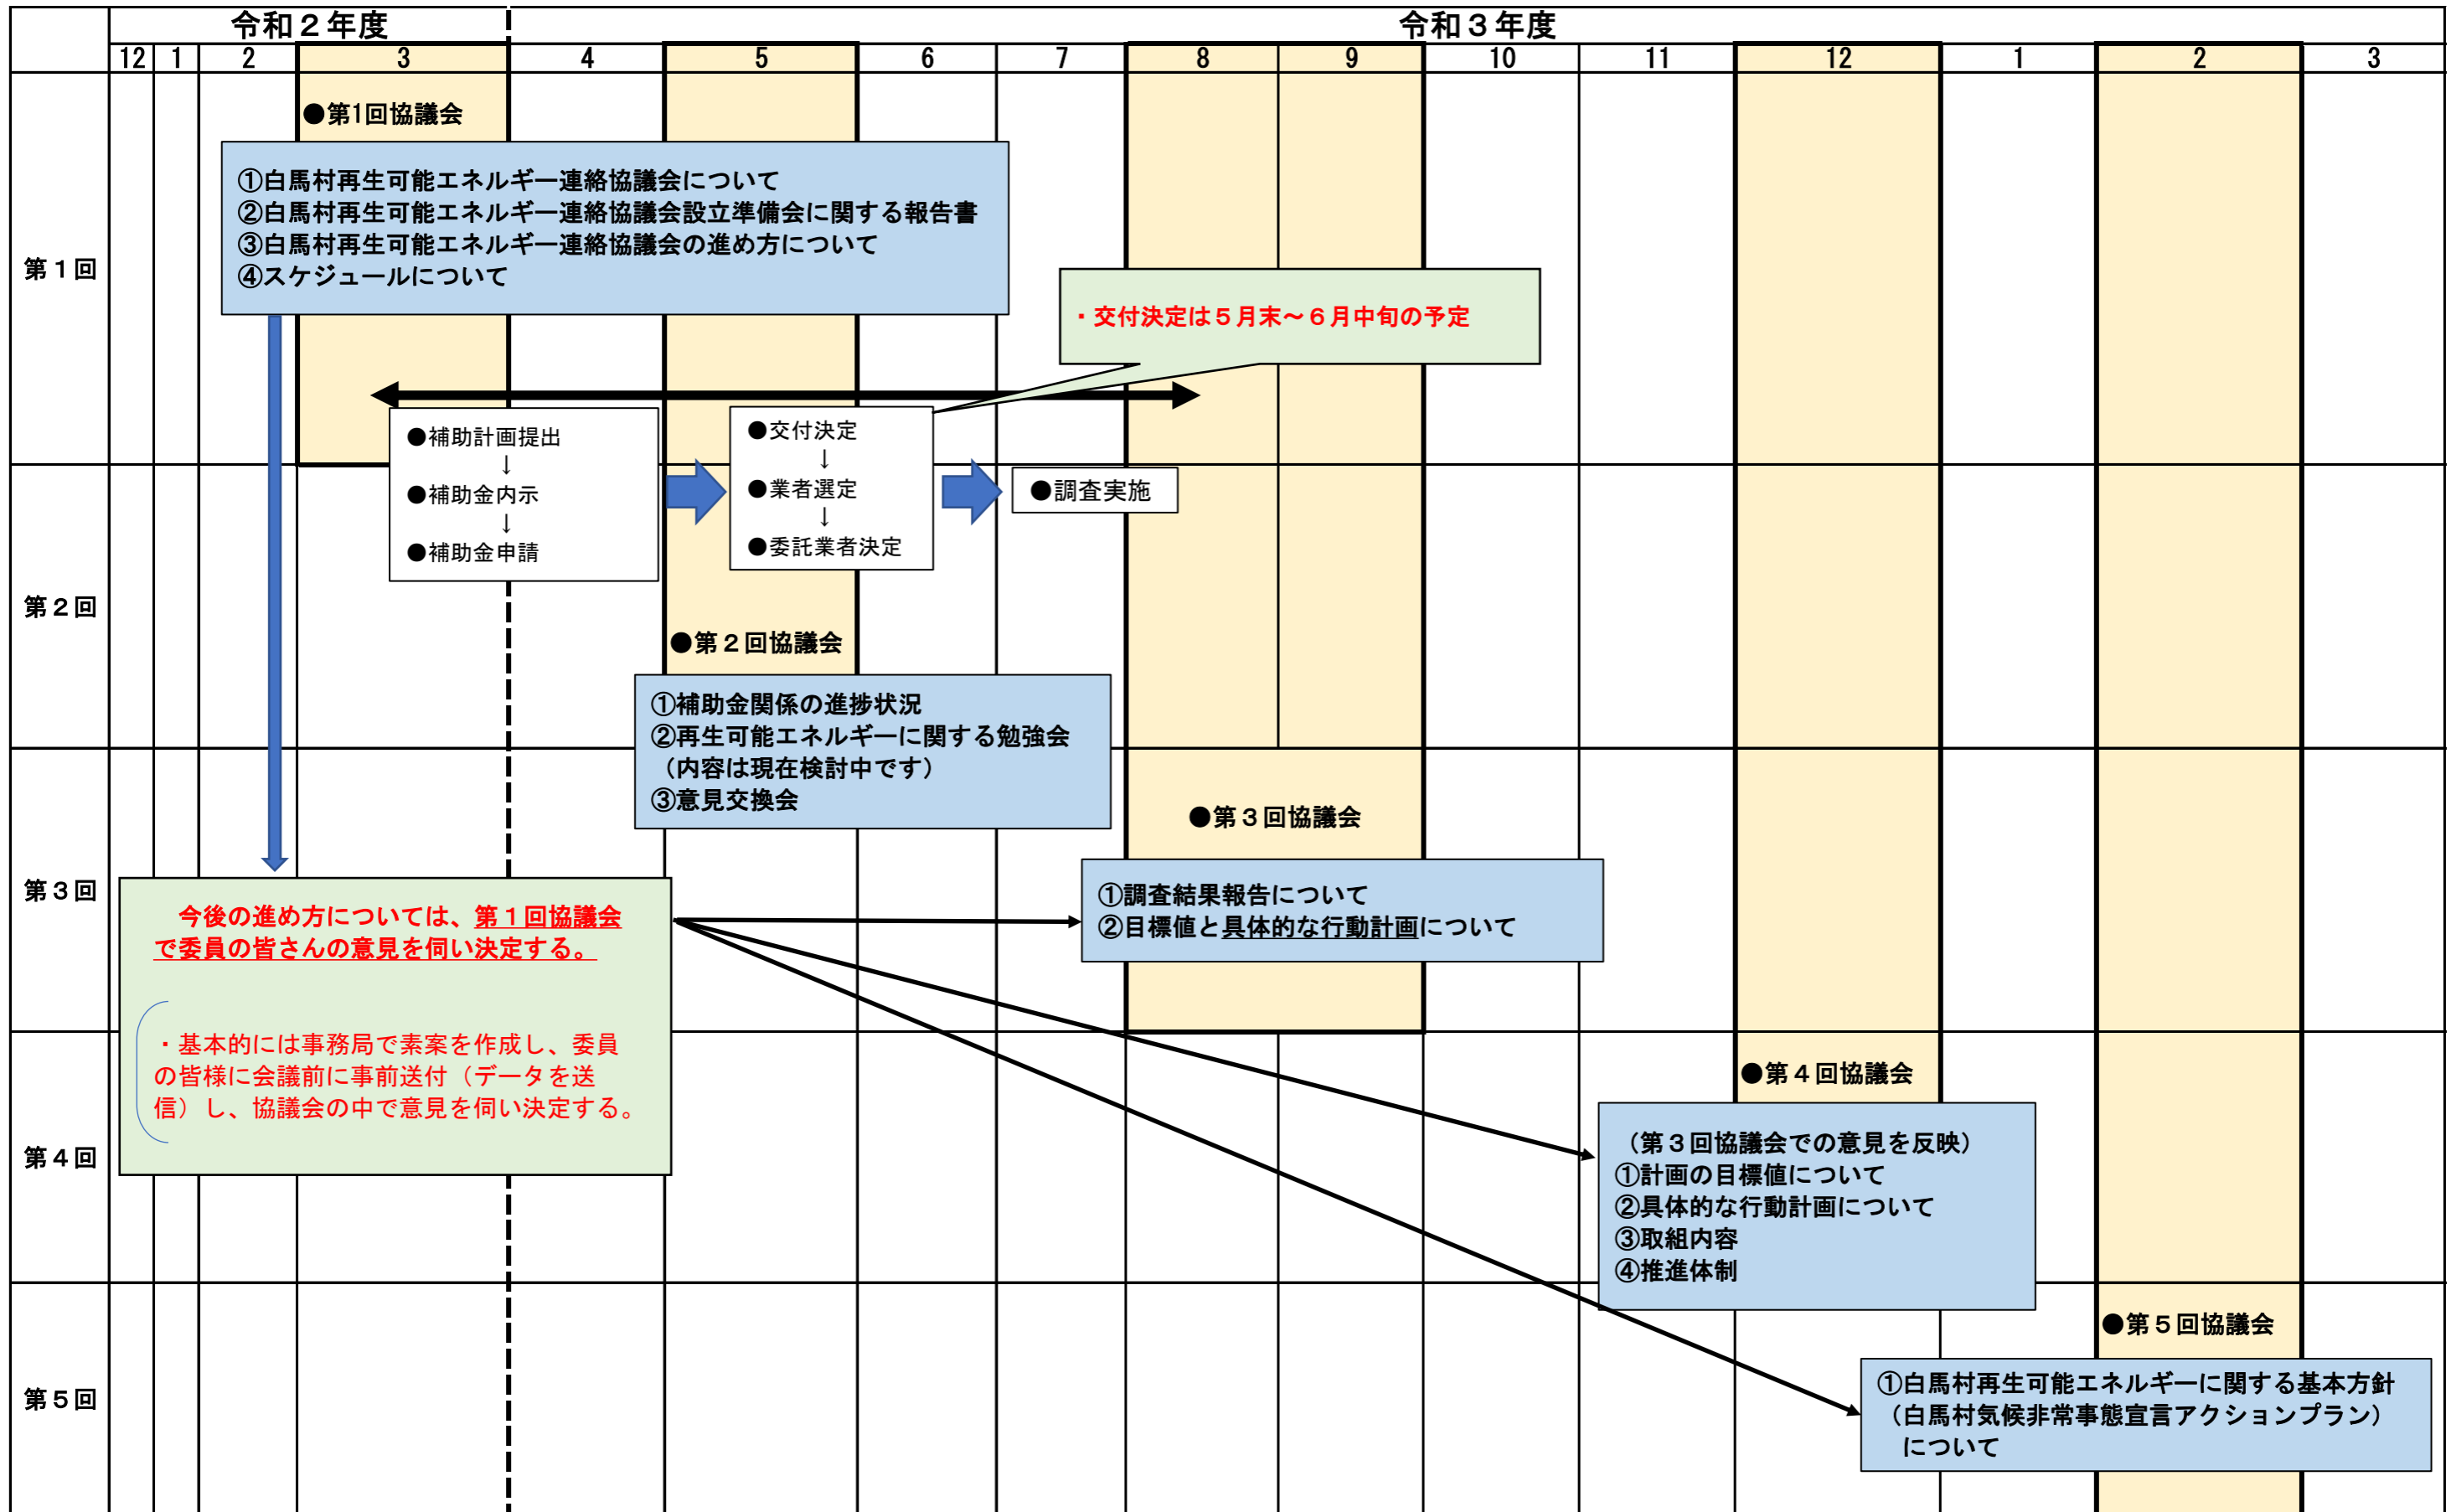 令和２年度
令和３年度
12 1 2 3 4 5 6 7 8 9 10 11 12 1 2 3
第１回
●第1回協議会
①白馬村再生可能エネルギー連絡協議会について
②白馬村再生可能エネルギー連絡協議会設立準備会に関する報告書
③白馬村再生可能エネルギー連絡協議会の進め方について
④スケジュールについて
・交付決定は５月末～６月中旬の予定
●補助計画提出
↓
●補助金内示
↓
●補助金申請
●交付決定
↓
●業者選定
↓
●委託業者決定
●調査実施
第２回
●第２回協議会
①補助金関係の進捗状況
②再生可能エネルギーに関する勉強会
（内容は現在検討中です）
③意見交換会
第３回
●第３回協議会
①調査結果報告について
②目標値と具体的な行動計画について
今後の進め方については、第１回協議会
で委員の皆さんの意見を伺い決定する。
・基本的には事務局で素案を作成し、委員
の皆様に会議前に事前送付（データを送
信）し、協議会の中で意見を伺い決定する。
第４回
●第４回協議会
（第３回協議会での意見を反映）
①計画の目標値について
②具体的な行動計画について
③取組内容
④推進体制
第５回
●第５回協議会
①白馬村再生可能エネルギーに関する基本方針
（白馬村気候非常事態宣言アクションプラン）
について